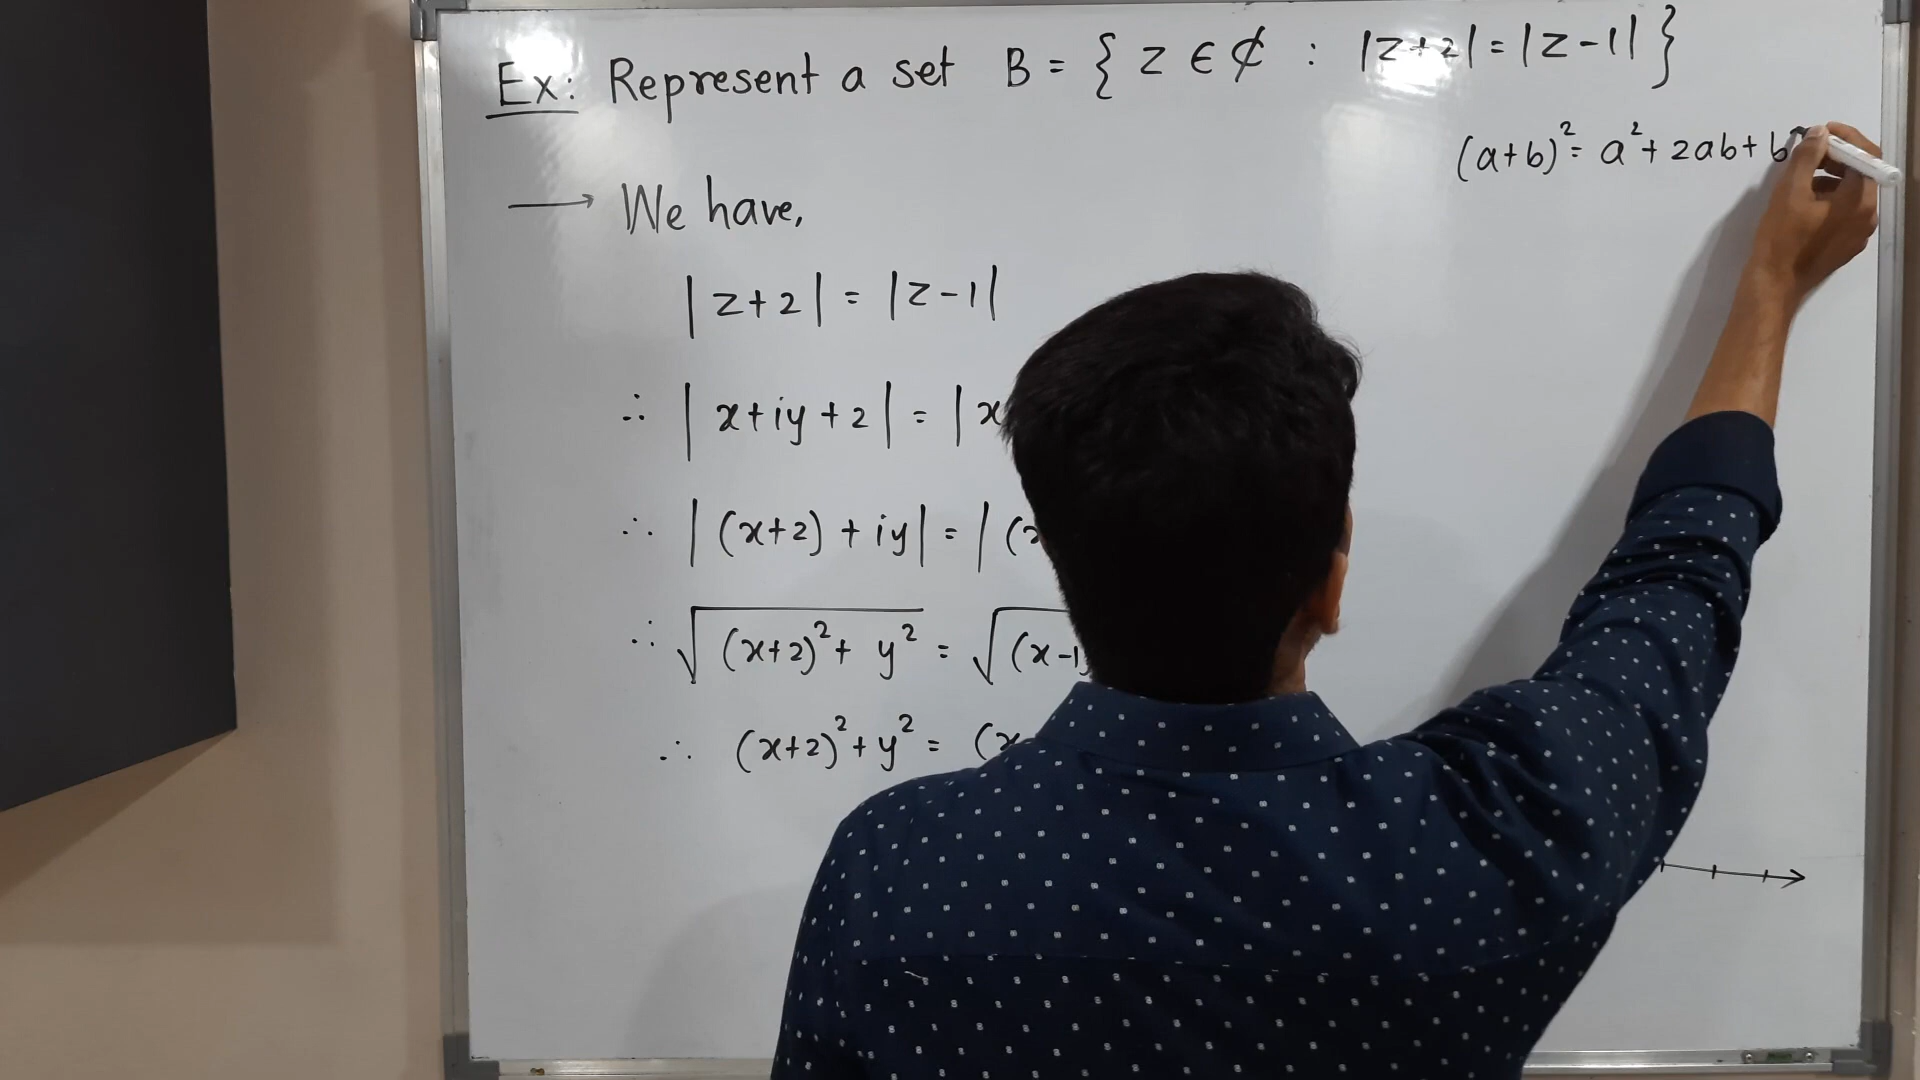 Ex: Represent a set B = { z ∈ ₵ : |z+2| = |z-1| }
(a+b)² = a² + 2ab + b
→ We have,
|z+2| = |z-1|
∴ |x+iy+2| = |x
∴ |(x+2)+iy| = |(x
∴ √((x+2)² + y²) = √((x-1
∴ (x+2)² + y² = (x